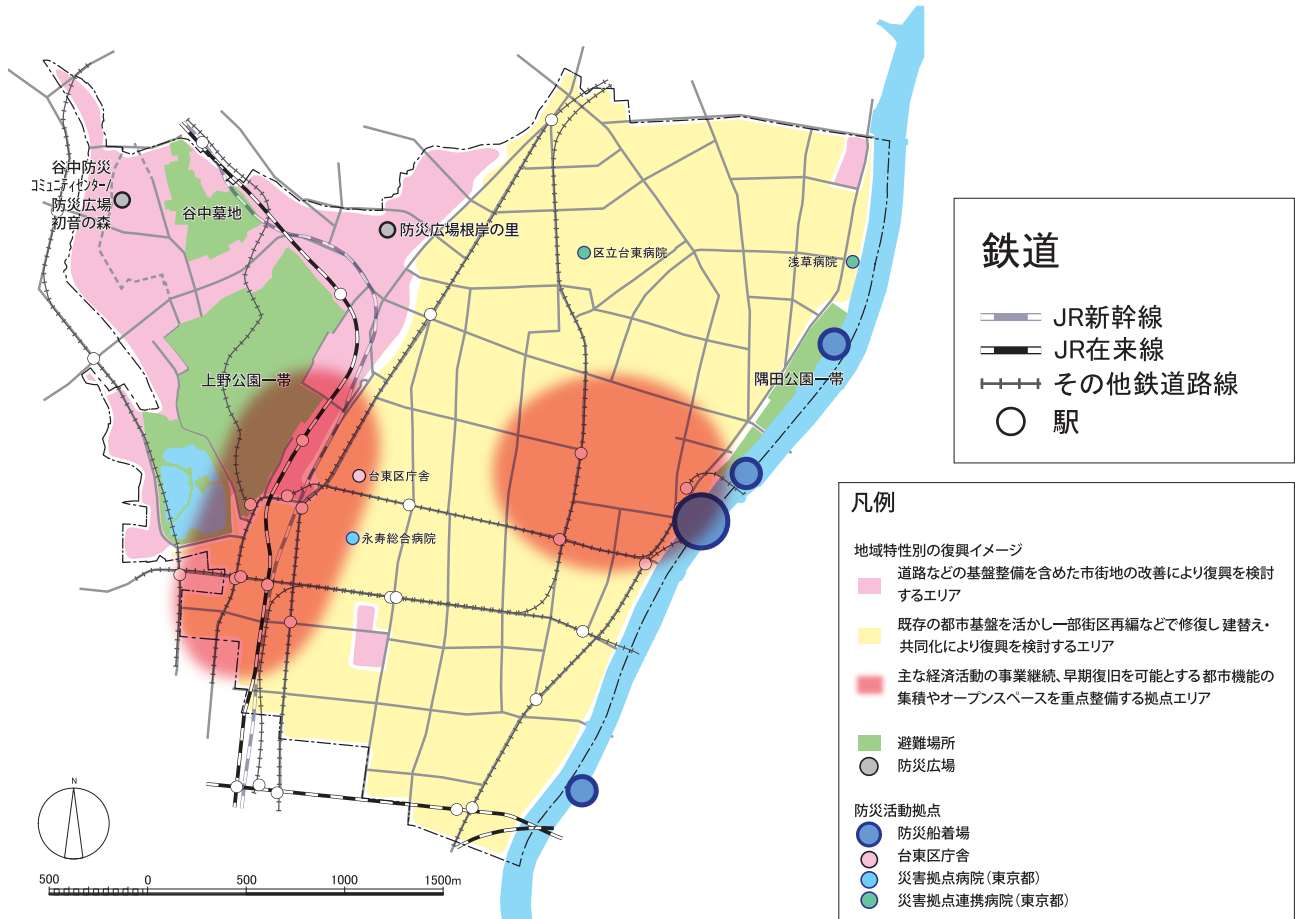 谷中防災
コミュニティセンター/
防災広場
初音の森
谷中墓地
防災広場根岸の里
区立台東病院
浅草病院
上野公園一帯
隅田公園一帯
台東区庁舎
永寿総合病院
N
500 0 500 1000 1500m
鉄道
JR新幹線
JR在来線
その他鉄道路線
駅
凡例
地域特性別の復興イメージ
道路などの基盤整備を含めた市街地の改善により復興を検討
するエリア
既存の都市基盤を活かし一部街区再編などで修復し建替え・
共同化により復興を検討するエリア
主な経済活動の事業継続、早期復旧を可能とする都市機能の
集積やオープンスペースを重点整備する拠点エリア
避難場所
防災広場
防災活動拠点
防災船着場
台東区庁舎
災害拠点病院（東京都）
災害拠点連携病院（東京都）